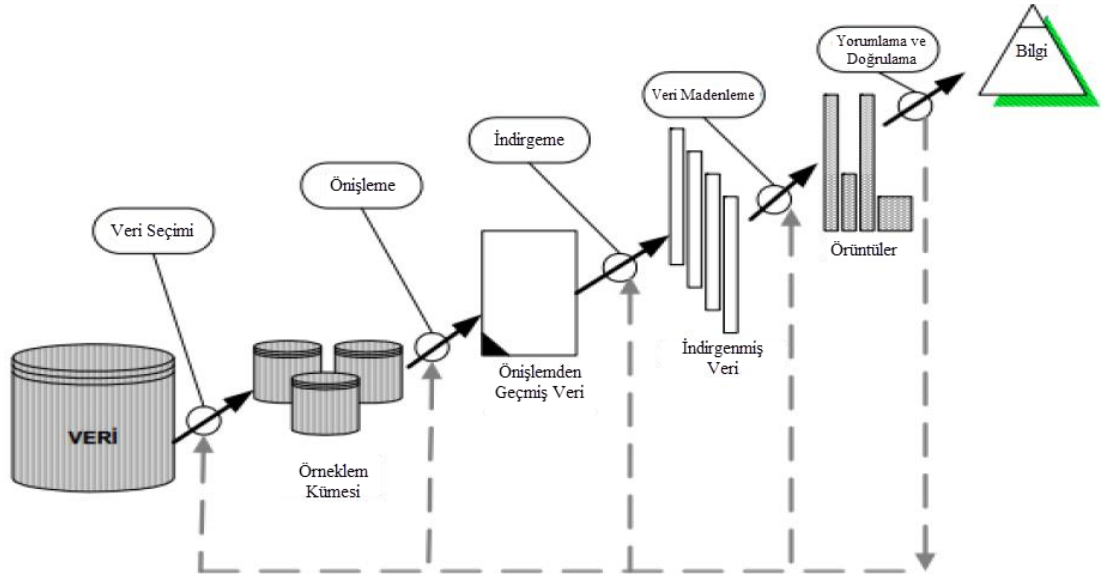 Yorumlama ve
Doğrulama
Bilgi
Veri Madenleme
İndirgeme
Önişleme
Veri Seçimi
Örüntüler
İndirgenmiş
Veri
Önişlemden
Geçmiş Veri
VERİ
Örneklem
Kümesi